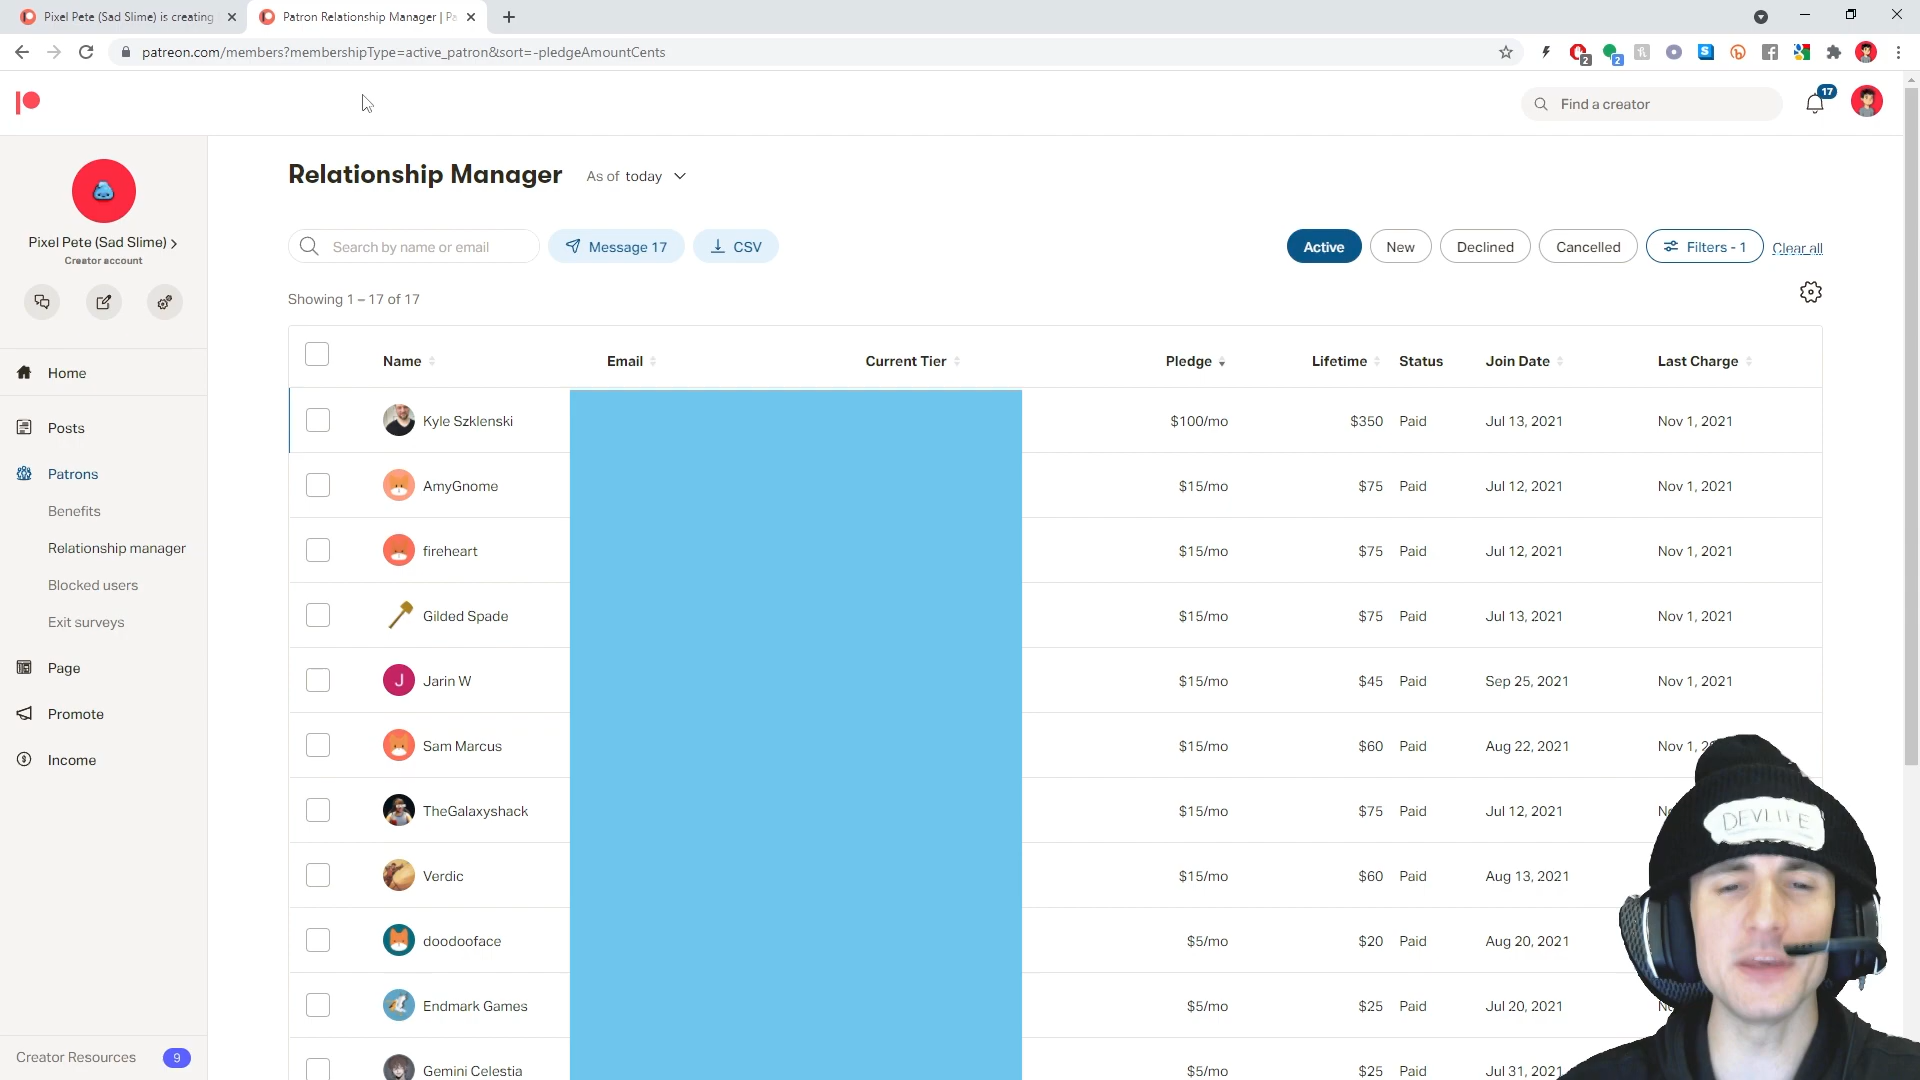 Pixel Pete (Sad Slime) is creating
Patron Relationship Manager | Pa
patreon.com/members?membershipType=active_patron&sort=-pledgeAmountCents
2
2
Find a creator
17
Pixel Pete (Sad Slime)
Creator account
Home
Posts
Patrons
Benefits
Relationship manager
Blocked users
Exit surveys
Page
Promote
Income
Creator Resources 9
Relationship Manager As of today
Search by name or email Message 17 CSV Active New Declined Cancelled Filters - 1 Clear all
Showing 1 – 17 of 17
Name Email Current Tier Pledge Lifetime Status Join Date Last Charge
Kyle Szklenski $100/mo $350 Paid Jul 13, 2021 Nov 1, 2021
AmyGnome $15/mo $75 Paid Jul 12, 2021 Nov 1, 2021
fireheart $15/mo $75 Paid Jul 12, 2021 Nov 1, 2021
Gilded Spade $15/mo $75 Paid Jul 13, 2021 Nov 1, 2021
J Jarin W $15/mo $45 Paid Sep 25, 2021 Nov 1, 2021
Sam Marcus $15/mo $60 Paid Aug 22, 2021 Nov 1, 2
TheGalaxyshack $15/mo $75 Paid Jul 12, 2021
Verdic $15/mo $60 Paid Aug 13, 2021
doodooface $5/mo $20 Paid Aug 20, 2021
Endmark Games $5/mo $25 Paid Jul 20, 2021
Gemini Celestia $5/mo $25 Paid Jul 31, 2021
DEVLIFE